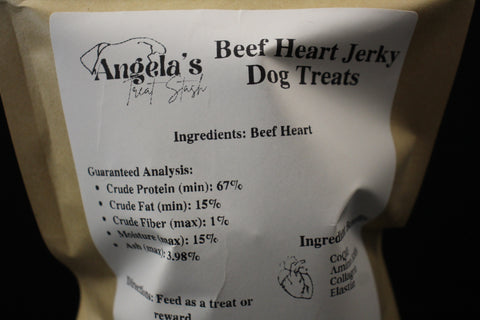 Angela's
Treat Stash
Beef Heart Jerky
Dog Treats
Ingredients: Beef Heart
Guaranteed Analysis:
• Crude Protein (min): 67%
• Crude Fat (min): 15%
• Crude Fiber (max): 1%
• Moisture (max): 15%
• Ash (max): 3.98%
Feed as a treat or
reward